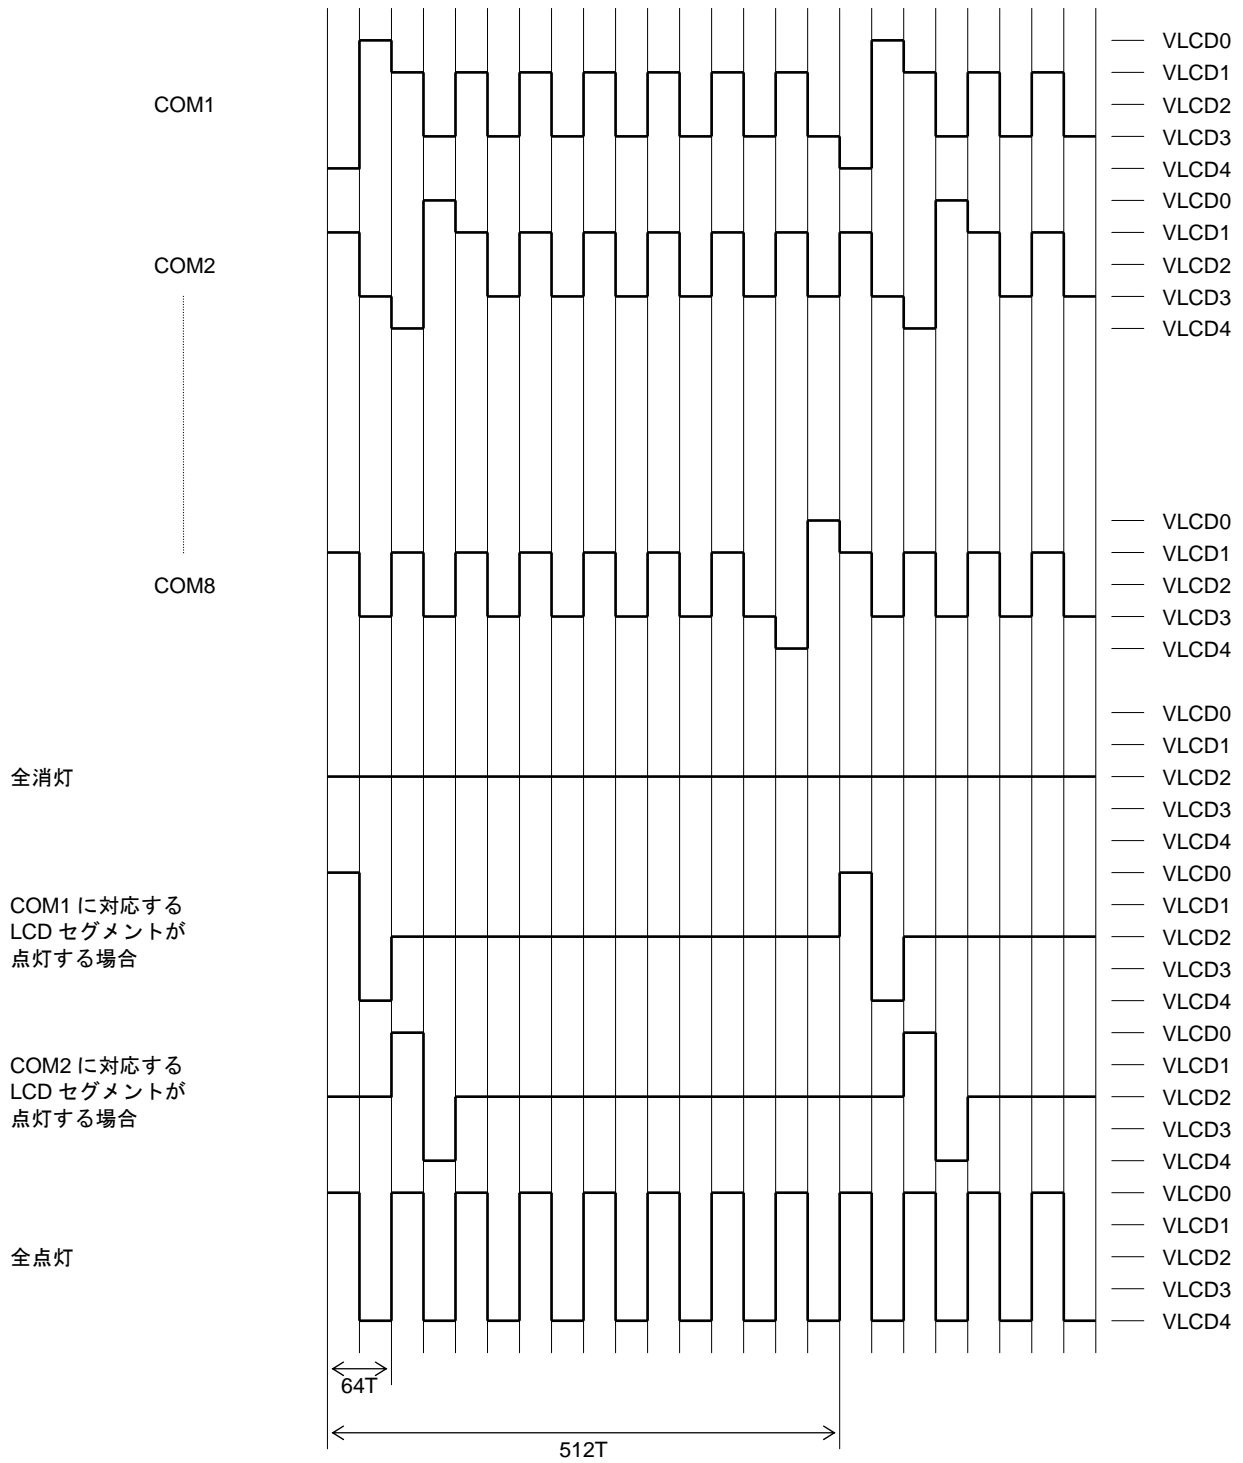 VLCD0
VLCD1
COM1
VLCD2
VLCD3
VLCD4
VLCD0
VLCD1
COM2
VLCD2
VLCD3
VLCD4
VLCD0
VLCD1
COM8
VLCD2
VLCD3
VLCD4
VLCD0
VLCD1
全消灯
VLCD2
VLCD3
VLCD4
COM1 に対応する
LCD セグメントが
点灯する場合
VLCD0
VLCD1
VLCD2
VLCD3
VLCD4
COM2 に対応する
LCD セグメントが
点灯する場合
VLCD0
VLCD1
VLCD2
VLCD3
VLCD4
全点灯
VLCD0
VLCD1
VLCD2
VLCD3
VLCD4
64T
512T